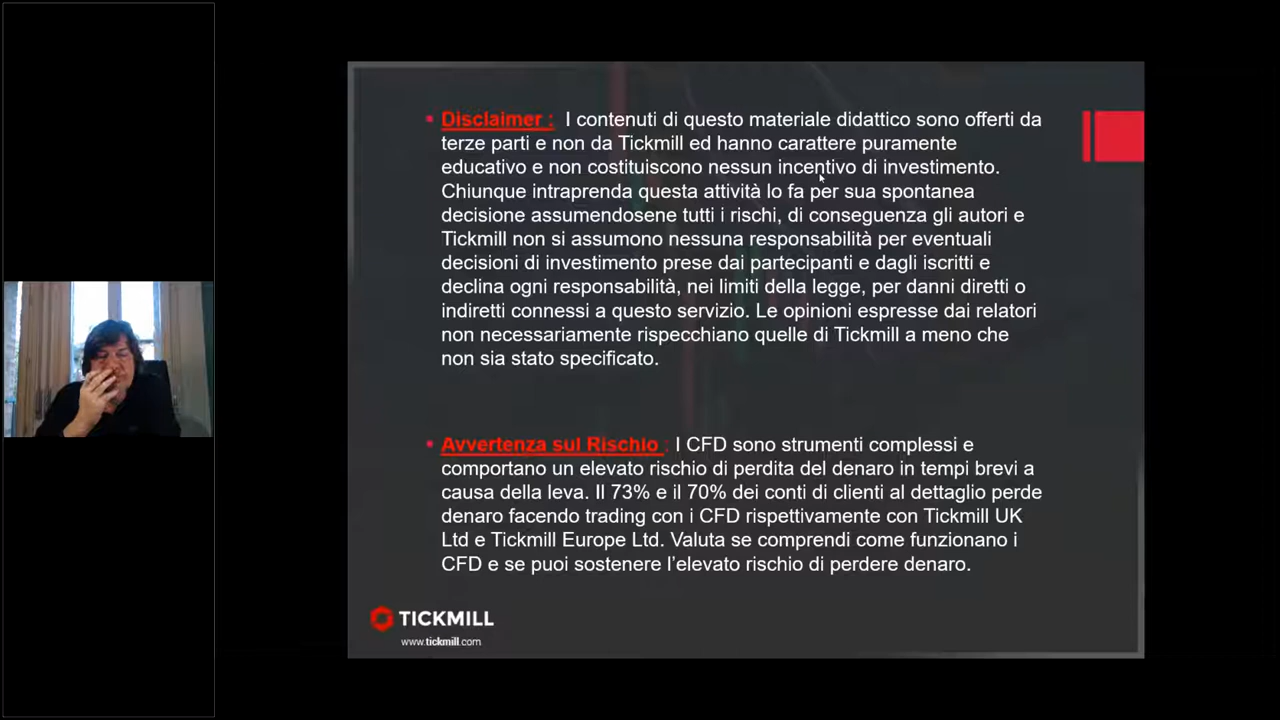 Disclaimer : I contenuti di questo materiale didattico sono offerti da
terze parti e non da Tickmill ed hanno carattere puramente
educativo e non costituiscono nessun incentivo di investimento.
Chiunque intraprenda questa attività lo fa per sua spontanea
decisione assumendosene tutti i rischi, di conseguenza gli autori e
Tickmill non si assumono nessuna responsabilità per eventuali
decisioni di investimento prese dai partecipanti e dagli iscritti e
declina ogni responsabilità, nei limiti della legge, per danni diretti o
indiretti connessi a questo servizio. Le opinioni espresse dai relatori
non necessariamente rispecchiano quelle di Tickmill a meno che
non sia stato specificato.
Avvertenza sul Rischio : I CFD sono strumenti complessi e
comportano un elevato rischio di perdita del denaro in tempi brevi a
causa della leva. Il 73% e il 70% dei conti di clienti al dettaglio perde
denaro facendo trading con i CFD rispettivamente con Tickmill UK
Ltd e Tickmill Europe Ltd. Valuta se comprendi come funzionano i
CFD e se puoi sostenere l’elevato rischio di perdere denaro.
TICKMILL
www.tickmill.com